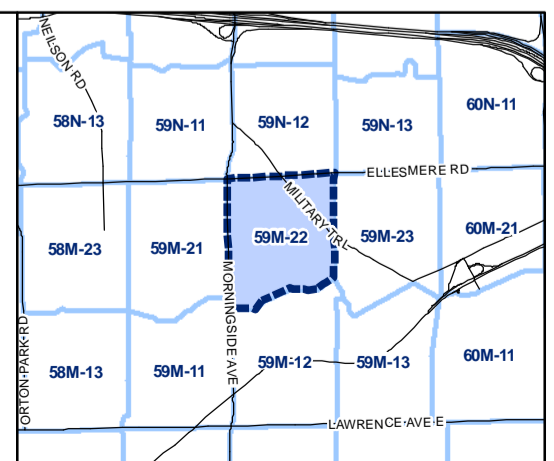 NEILSON RD
58N-13
59N-11
59N-12
59N-13
60N-11
ELLESMERE RD
MILITARY TRL
58M-23
59M-21
59M-22
59M-23
60M-21
MORNINGSIDE AVE
ORTON PARK RD
58M-13
59M-11
59M-12
59M-13
60M-11
LAWRENCE AVE E